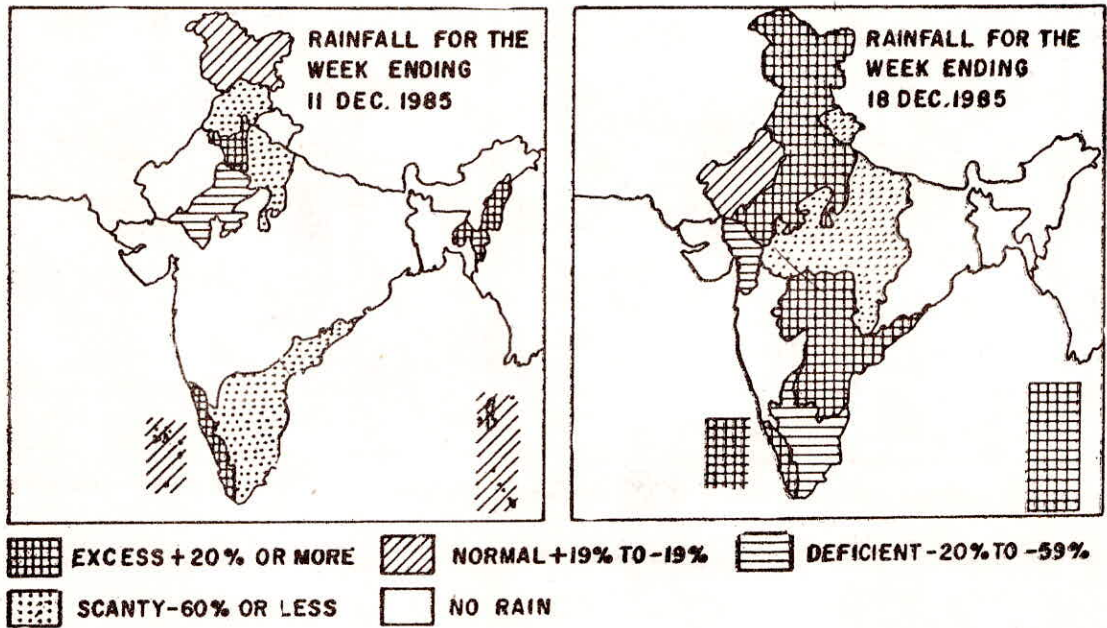 RAINFALL FOR THE
WEEK ENDING
11 DEC. 1985
RAINFALL FOR THE
WEEK ENDING
18 DEC. 1985
EXCESS +20% OR MORE
NORMAL +19% TO -19%
DEFICIENT -20% TO -59%
SCANTY -60% OR LESS
NO RAIN